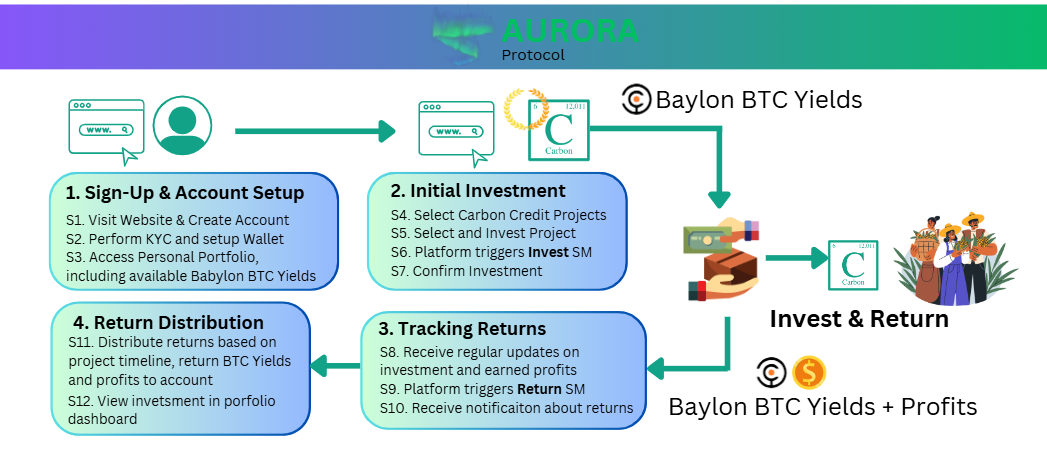 AURORA
Protocol
www.
6 12,011
C
Carbon
www.
Baylon BTC Yields
1. Sign-Up & Account Setup
S1. Visit Website & Create Account
S2. Perform KYC and setup Wallet
S3. Access Personal Portfolio,
including available Babylon BTC Yields
2. Initial Investment
S4. Select Carbon Credit Projects
S5. Select and Invest Project
S6. Platform triggers Invest SM
S7. Confirm Investment
6 12,011
C
Carbon
Invest & Return
3. Tracking Returns
S8. Receive regular updates on
investment and earned profits
S9. Platform triggers Return SM
S10. Receive notificaiton about returns
4. Return Distribution
S11. Distribute returns based on
project timeline, return BTC Yields
and profits to account
S12. View invetsment in porfolio
dashboard
$
Baylon BTC Yields + Profits